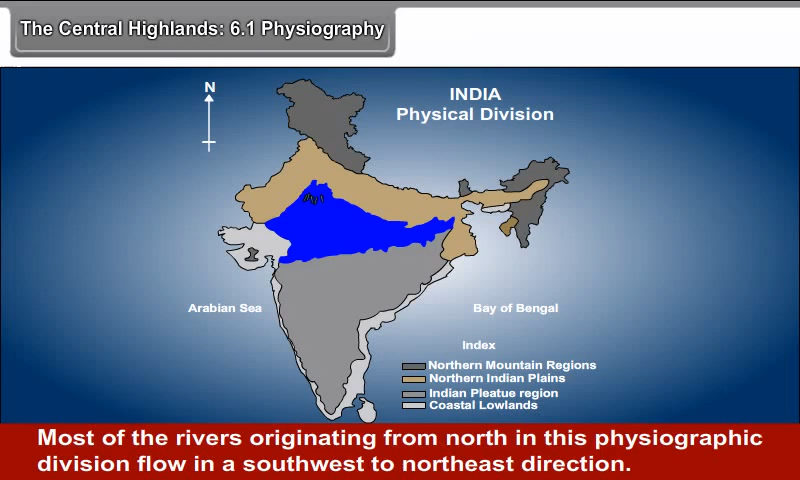 The Central Highlands: 6.1 Physiography
N
INDIA
Physical Division
Arabian Sea
Bay of Bengal
Index
Northern Mountain Regions
Northern Indian Plains
Indian Pleatue region
Coastal Lowlands
Most of the rivers originating from north in this physiographic
division flow in a southwest to northeast direction.